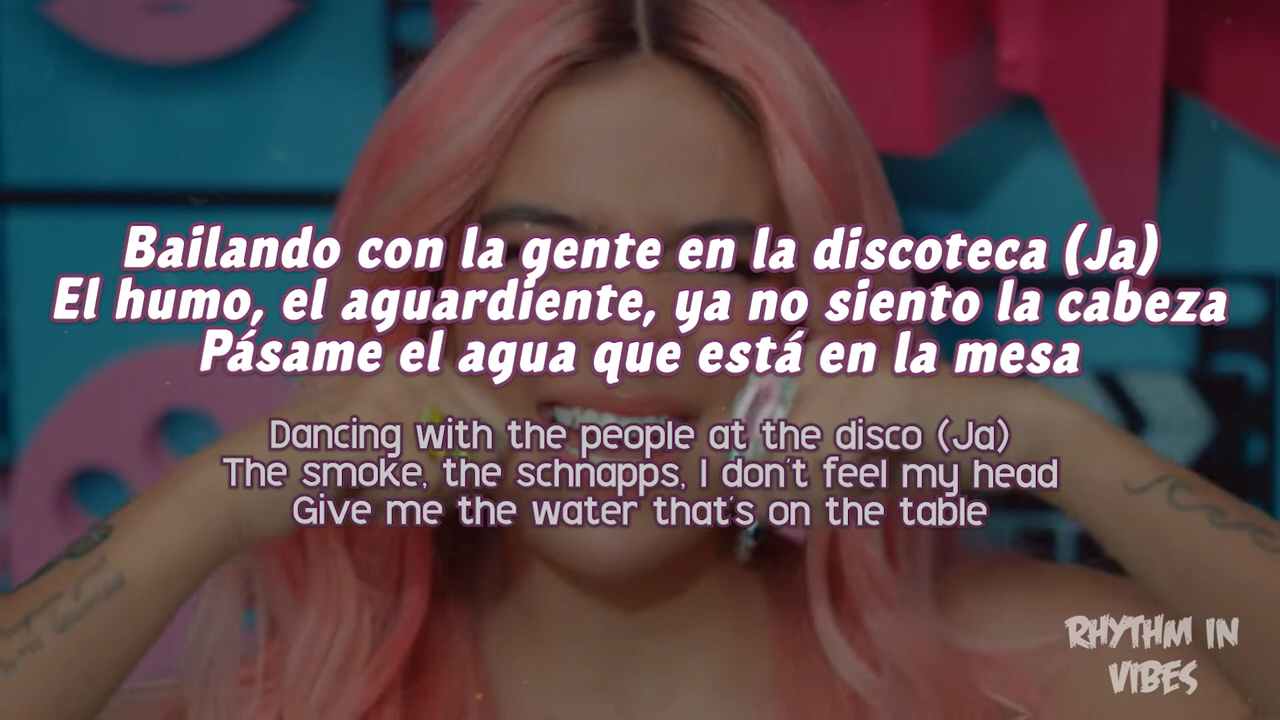 Bailando con la gente en la discoteca (Ja)
El humo, el aguardiente, ya no siento la cabeza
Pásame el agua que está en la mesa
Dancing with the people at the disco (Ja)
The smoke, the schnapps, I don't feel my head
Give me the water that's on the table
RHYTHM IN
VIBES